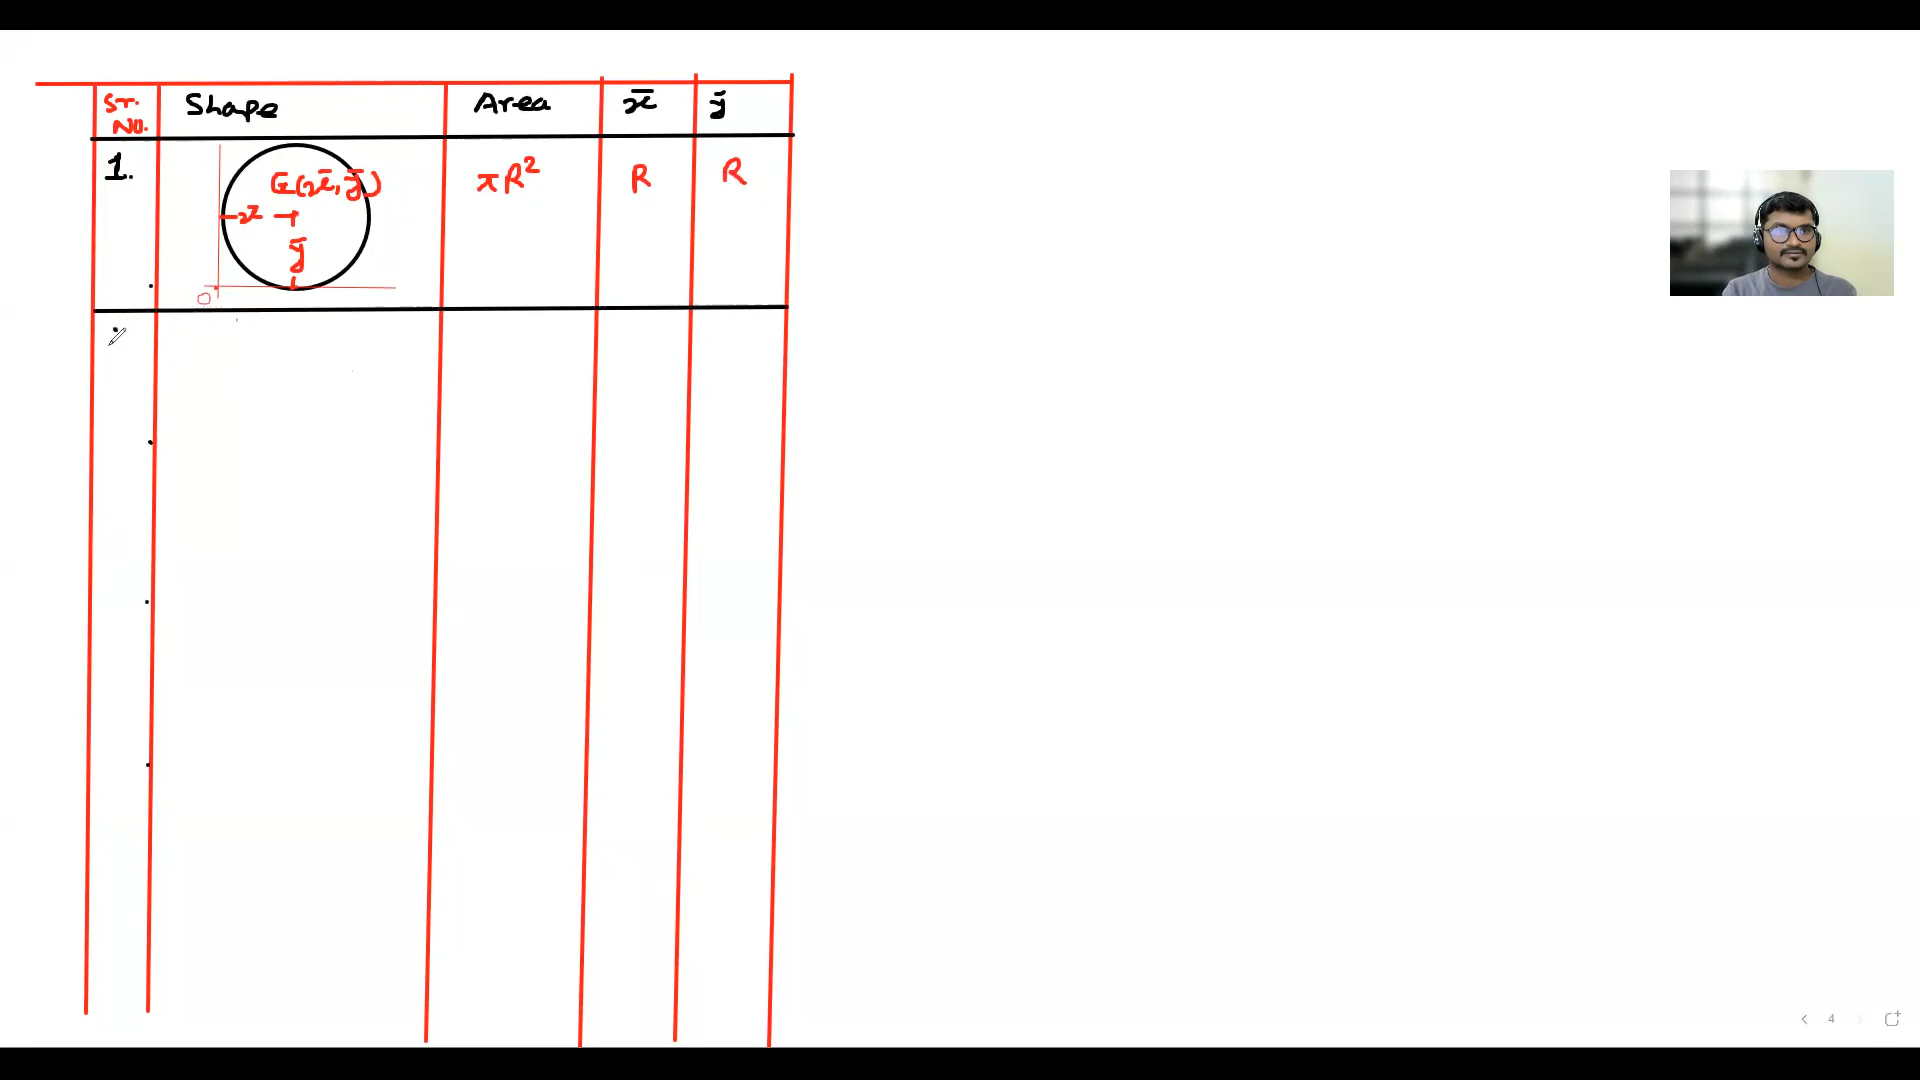 Sr. No. Shape Area x̄ ȳ
1. G(x̄, ȳ) πR² R R
x̄
ȳ
O
4